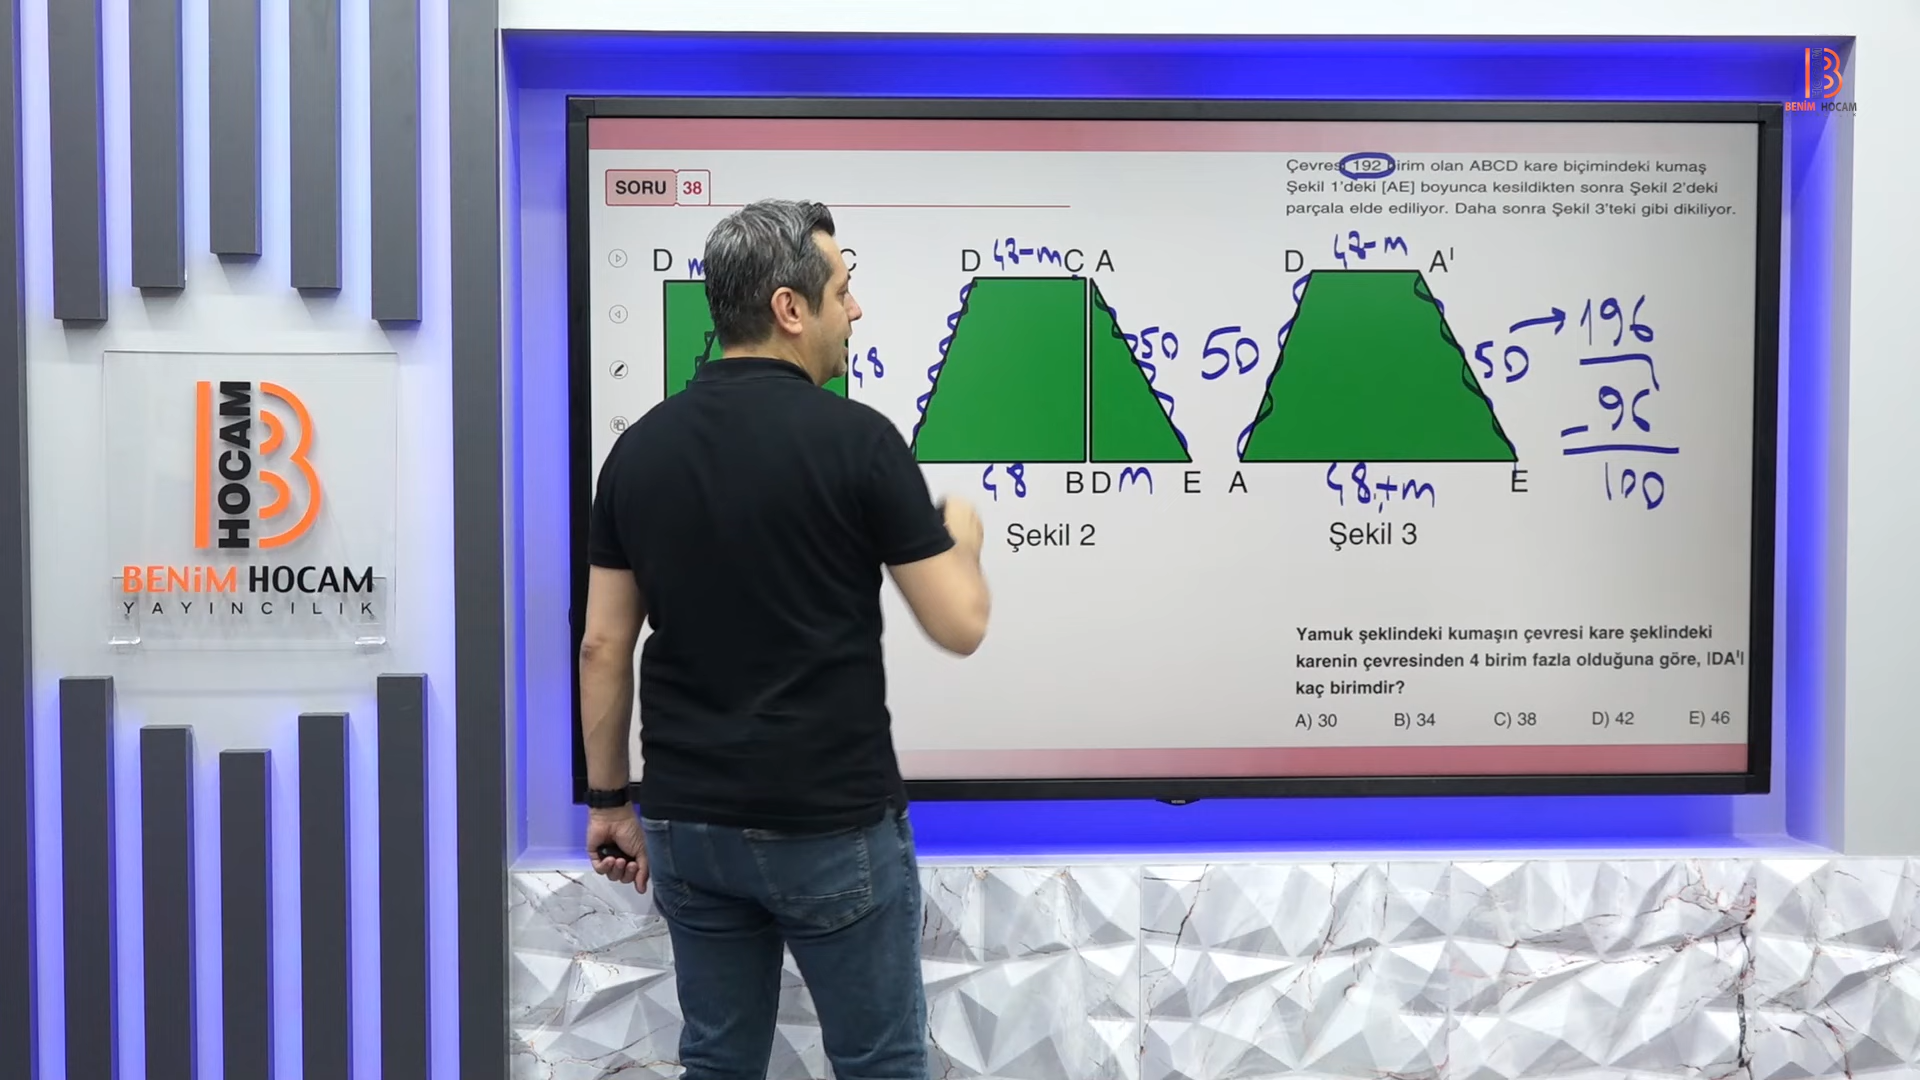 BENİM HOCAM
HOCAM
BENİM HOCAM
YAYINCILIK
SORU 38
Çevresi 192 birim olan ABCD kare biçimindeki kumaş
Şekil 1'deki [AE] boyunca kesildikten sonra Şekil 2'deki
parçala elde ediliyor. Daha sonra Şekil 3'teki gibi dikiliyor.
D m C
48
D 48-m C A
50
48 B D m E
Şekil 2
D 48-m A'
50 50
A 48+m E
Şekil 3
196
- 96
100
Yamuk şeklindeki kumaşın çevresi kare şeklindeki
karenin çevresinden 4 birim fazla olduğuna göre, |DA'|
kaç birimdir?
A) 30 B) 34 C) 38 D) 42 E) 46